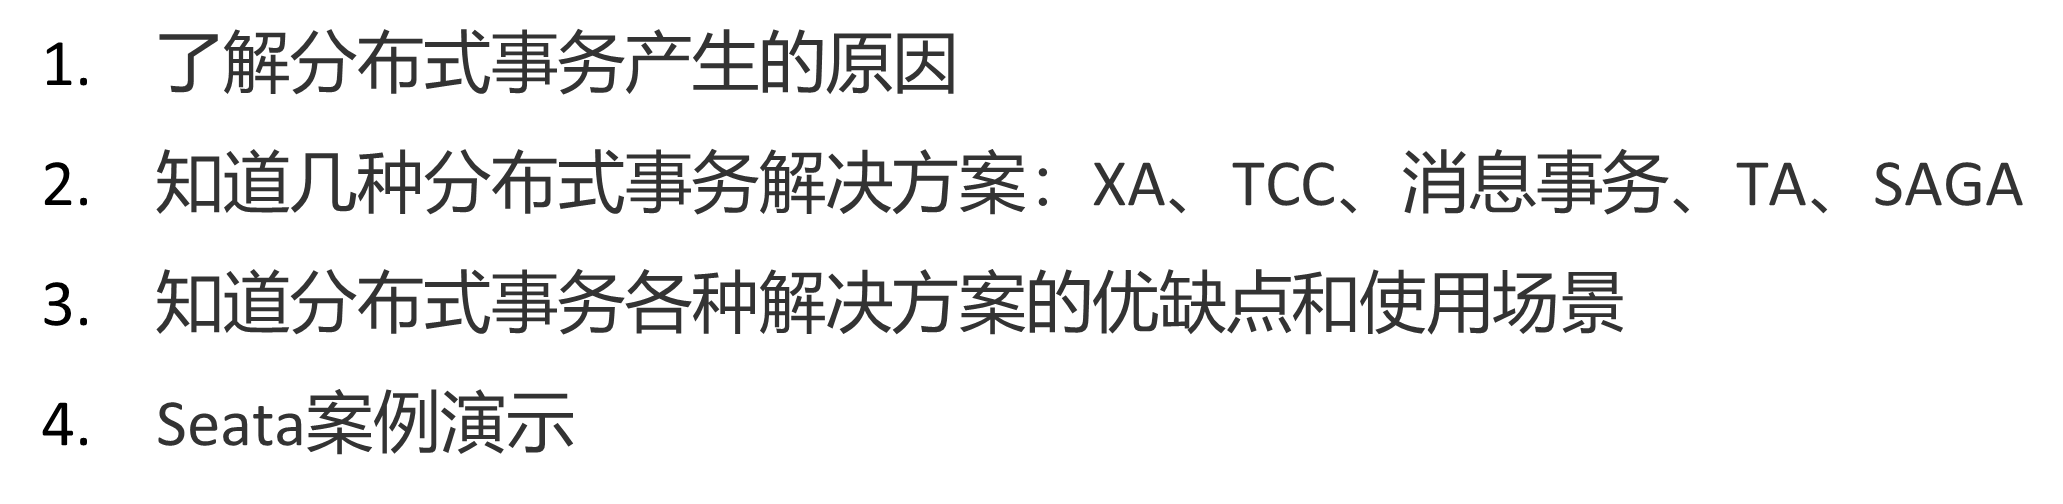 1. 了解分布式事务产生的原因
2. 知道几种分布式事务解决方案：XA、TCC、消息事务、TA、SAGA
3. 知道分布式事务各种解决方案的优缺点和使用场景
4. Seata案例演示